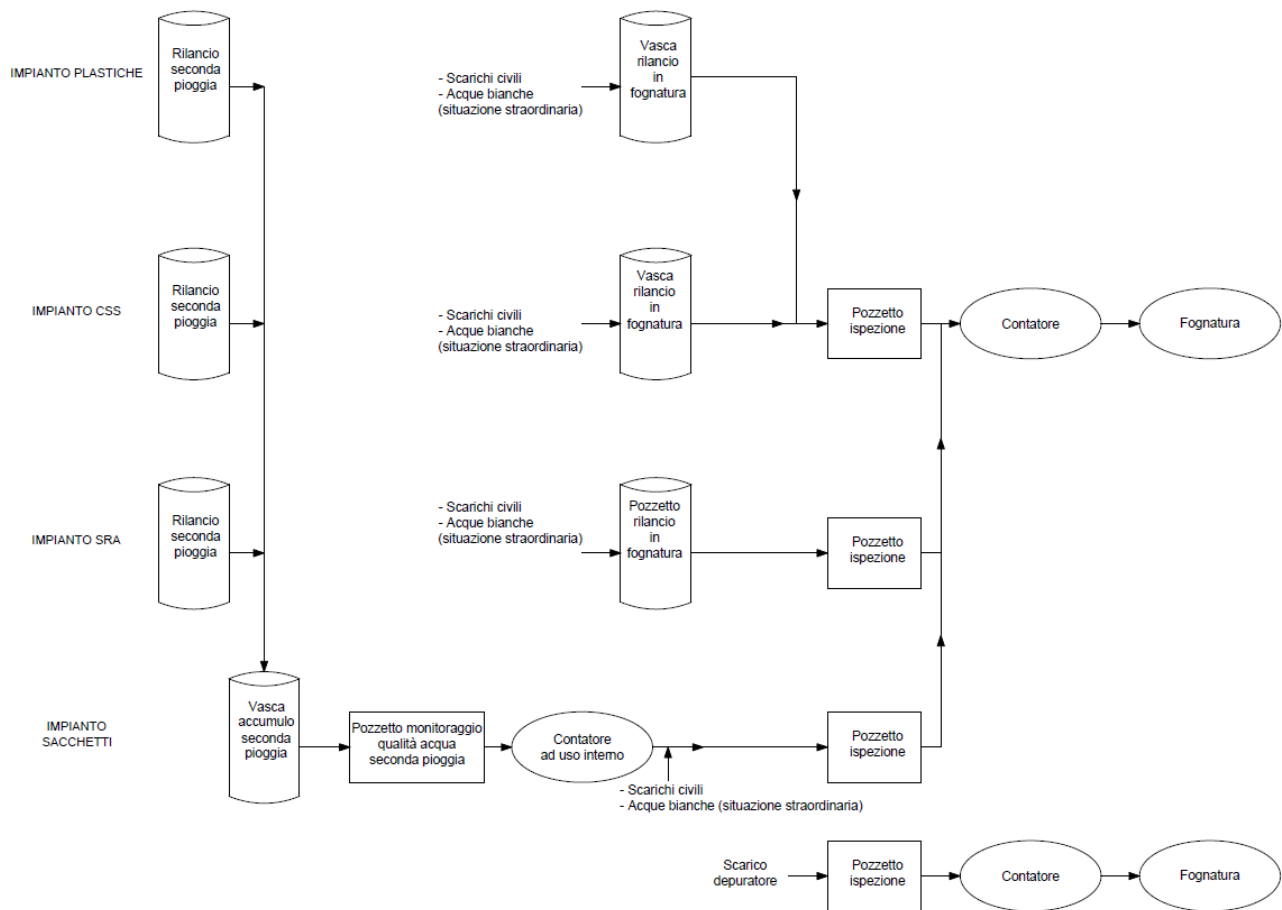 IMPIANTO PLASTICHE
Rilancio
seconda
pioggia
- Scarichi civili
- Acque bianche
(situazione straordinaria)
Vasca
rilancio
in
fognatura
IMPIANTO CSS
Rilancio
seconda
pioggia
- Scarichi civili
- Acque bianche
(situazione straordinaria)
Vasca
rilancio
in
fognatura
Pozzetto
ispezione
Contatore
Fognatura
IMPIANTO SRA
Rilancio
seconda
pioggia
- Scarichi civili
- Acque bianche
(situazione straordinaria)
Pozzetto
rilancio
in
fognatura
Pozzetto
ispezione
IMPIANTO
SACCHETTI
Vasca
accumulo
seconda
pioggia
Pozzetto monitoraggio
qualità acqua
seconda pioggia
Contatore
ad uso interno
- Scarichi civili
- Acque bianche (situazione straordinaria)
Pozzetto
ispezione
Scarico
depuratore
Pozzetto
ispezione
Contatore
Fognatura